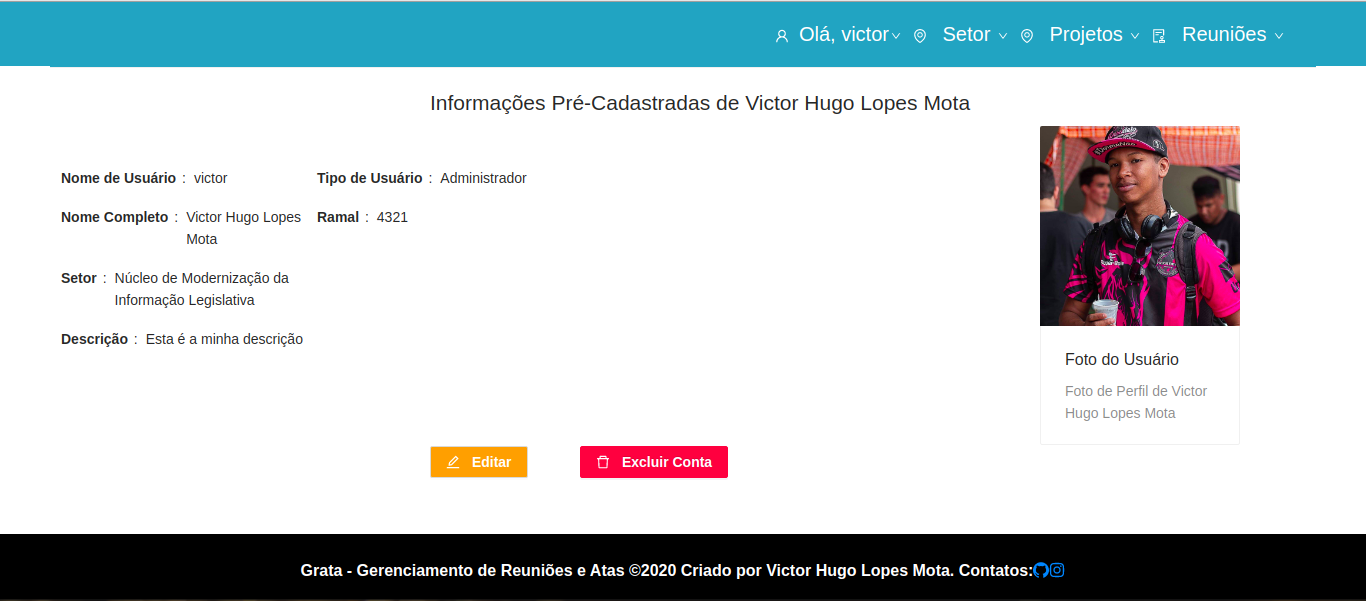 Olá, victor Setor Projetos Reuniões
Informações Pré-Cadastradas de Victor Hugo Lopes Mota
Nome de Usuário : victor Tipo de Usuário : Administrador
Nome Completo : Victor Hugo Lopes Ramal : 4321
Mota
Setor : Núcleo de Modernização da
Informação Legislativa
Descrição : Esta é a minha descrição
Foto do Usuário
Foto de Perfil de Victor
Hugo Lopes Mota
Editar Excluir Conta
Grata - Gerenciamento de Reuniões e Atas ©2020 Criado por Victor Hugo Lopes Mota. Contatos: